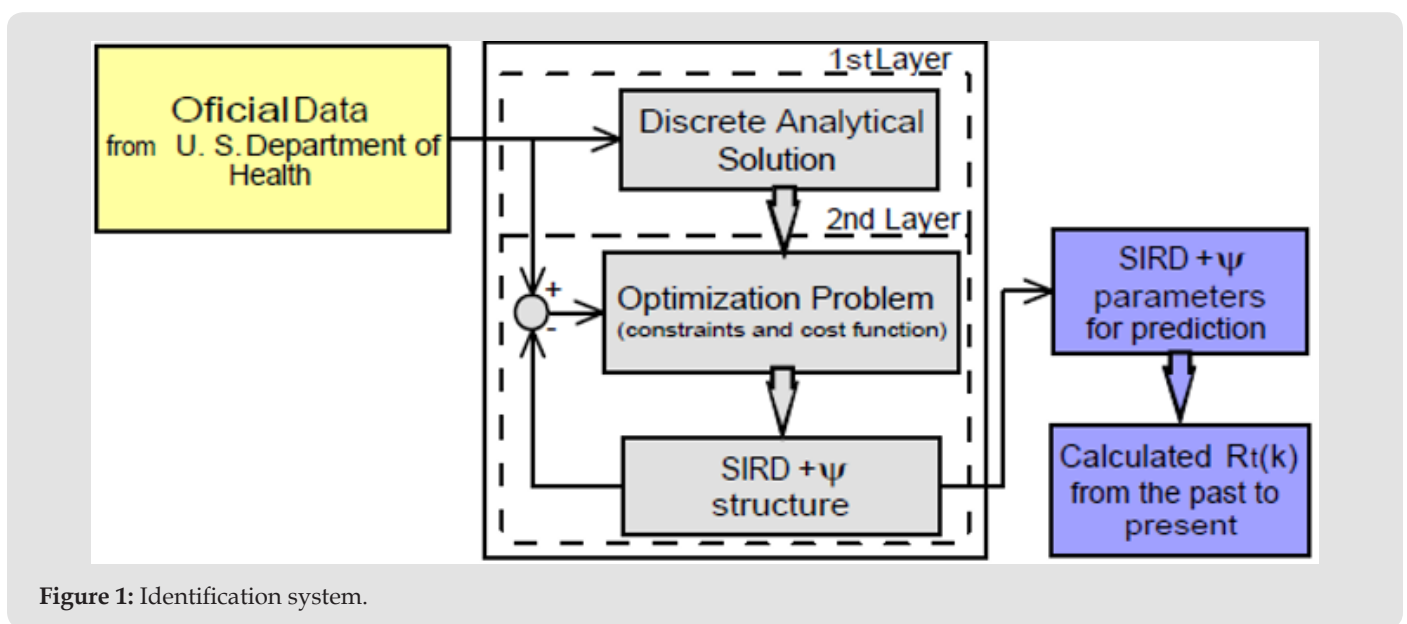 Oficial Data
from U. S. Department of
Health
1st Layer
Discrete Analytical
Solution
2nd Layer
+
-
Optimization Problem
(constraints and cost function)
SIRD + ψ
structure
SIRD + ψ
parameters
for prediction
Calculated Rt(k)
from the past to
present
Figure 1: Identification system.